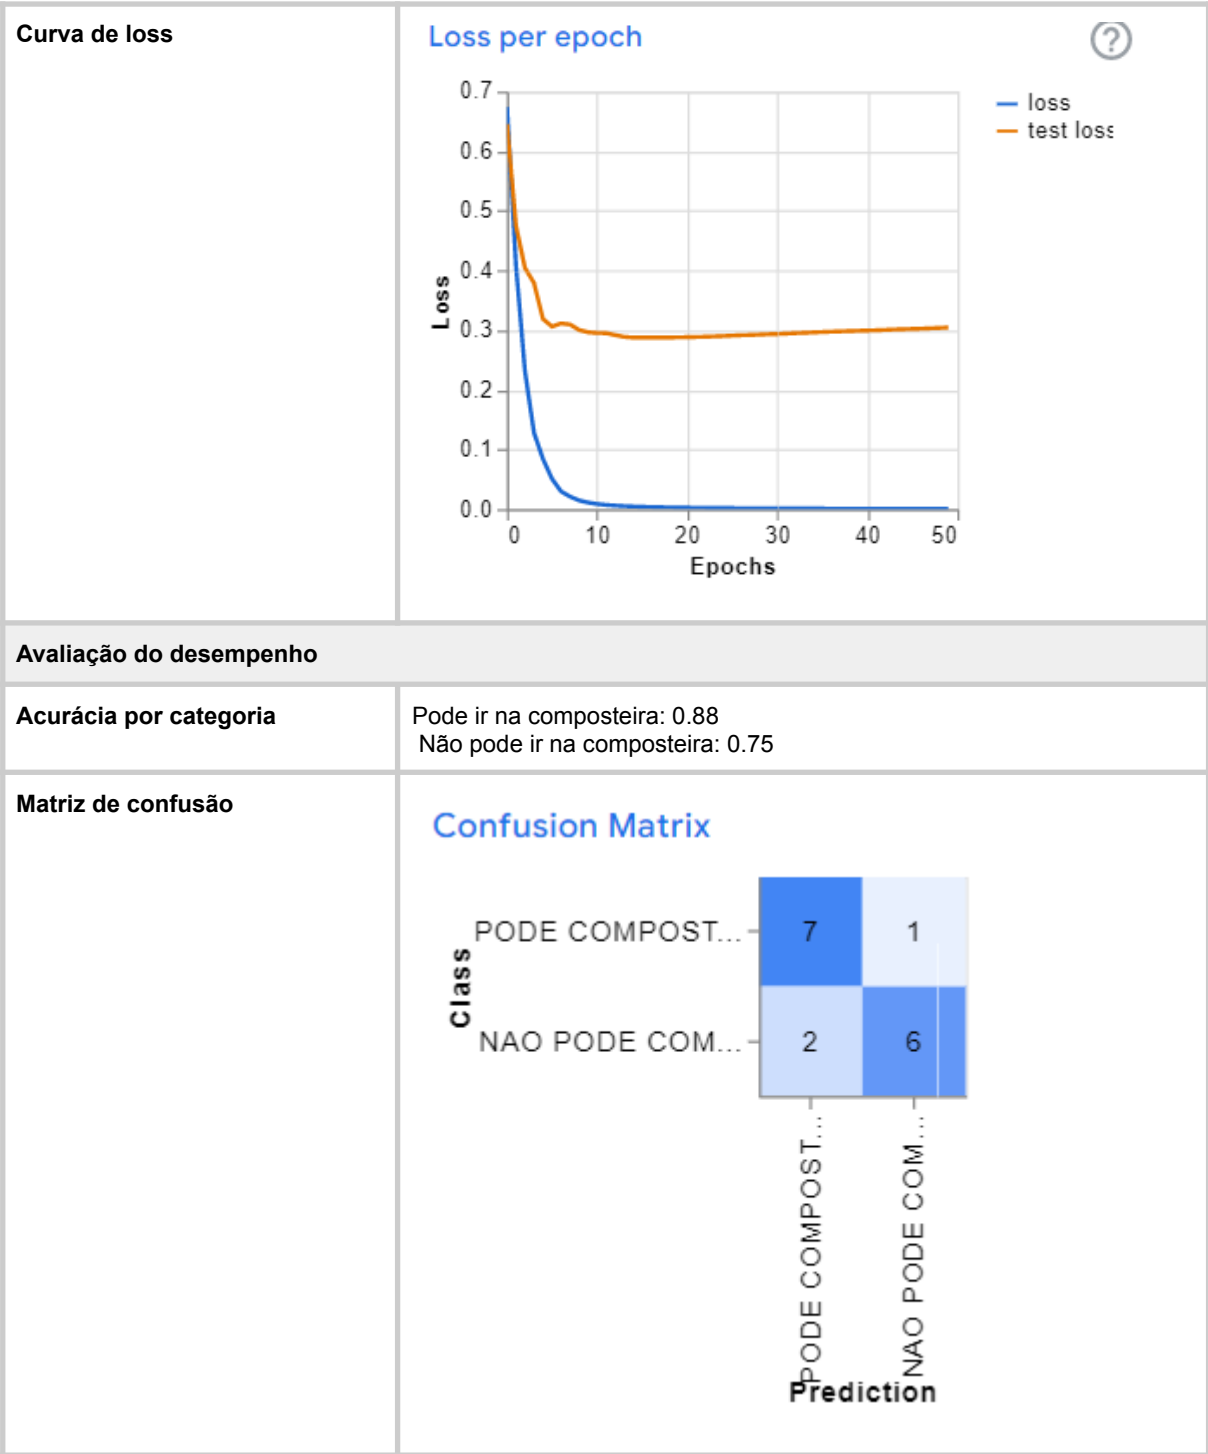 Curva de loss
Loss per epoch
?
loss
test loss
0.7
0.6
0.5
0.4
0.3
0.2
0.1
0.0
Loss
0 10 20 30 40 50
Epochs
Avaliação do desempenho
Acurácia por categoria
Pode ir na composteira: 0.88
Não pode ir na composteira: 0.75
Matriz de confusão
Confusion Matrix
Class
PODE COMPOST... 7 1
NAO PODE COM... 2 6
PODE COMPOST...
NAO PODE COM...
Prediction